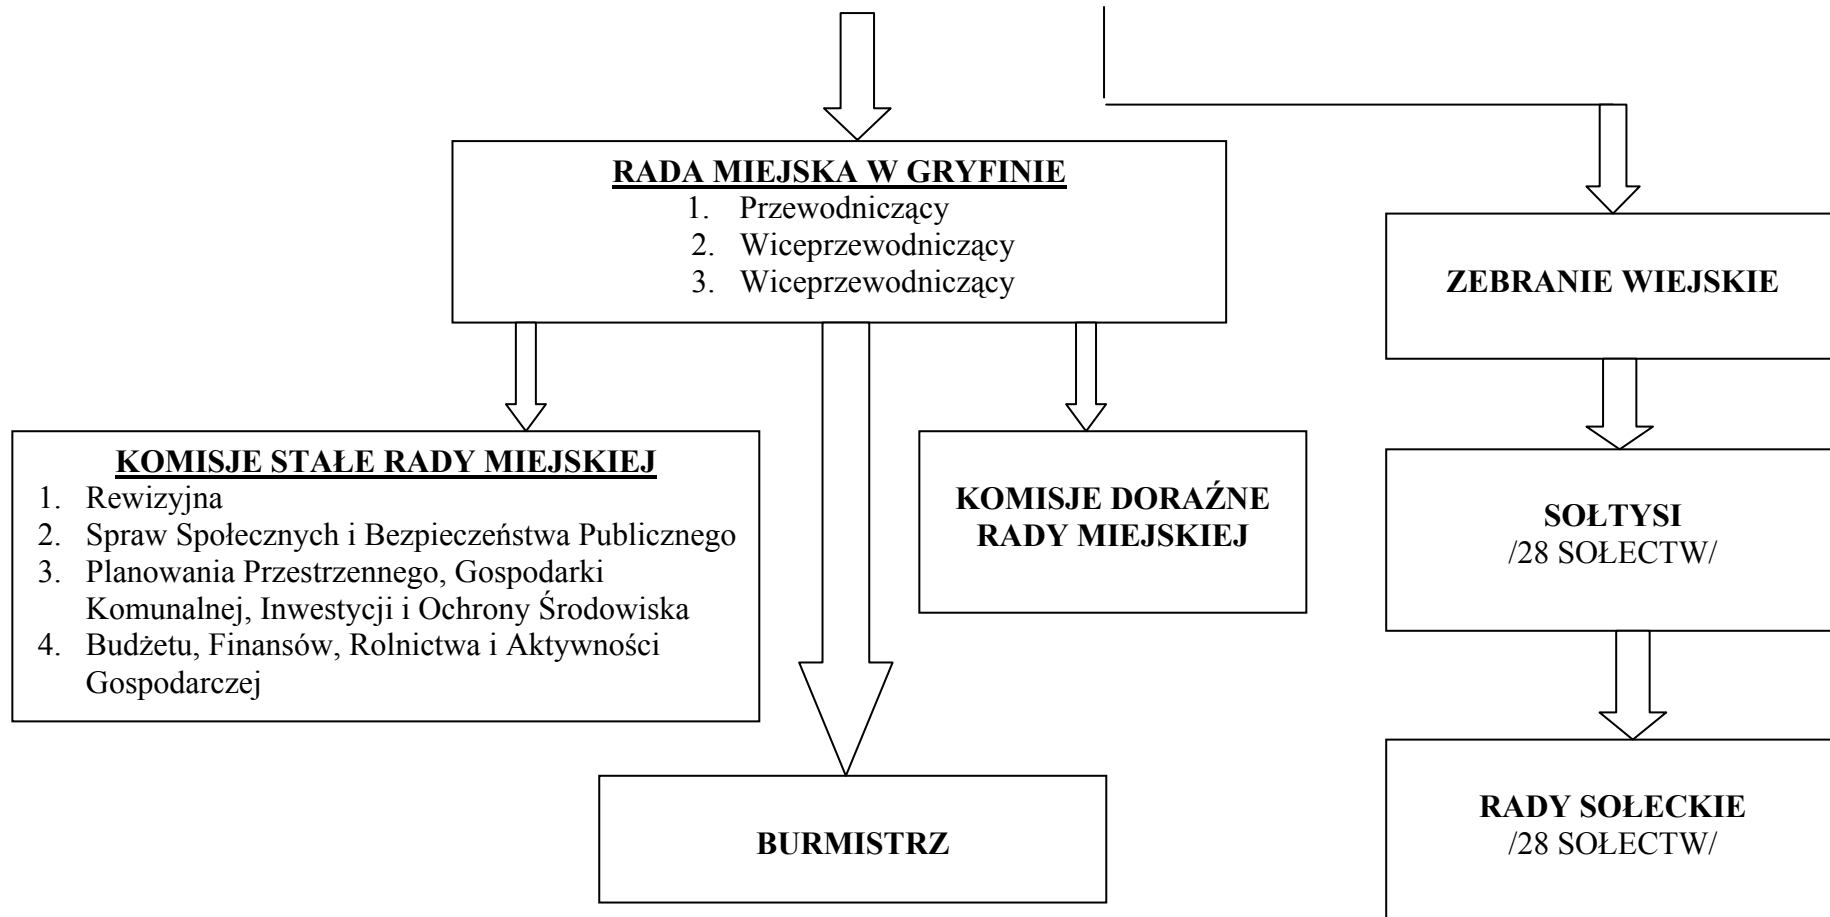 RADA MIEJSKA W GRYFINIE
1. Przewodniczący
2. Wiceprzewodniczący
3. Wiceprzewodniczący
ZEBRANIE WIEJSKIE
KOMISJE STAŁE RADY MIEJSKIEJ
1. Rewizyjna
2. Spraw Społecznych i Bezpieczeństwa Publicznego
3. Planowania Przestrzennego, Gospodarki
Komunalnej, Inwestycji i Ochrony Środowiska
4. Budżetu, Finansów, Rolnictwa i Aktywności
Gospodarczej
KOMISJE DORAŹNE
RADY MIEJSKIEJ
SOŁTYSI
/28 SOŁECTW/
BURMISTRZ
RADY SOŁECKIE
/28 SOŁECTW/